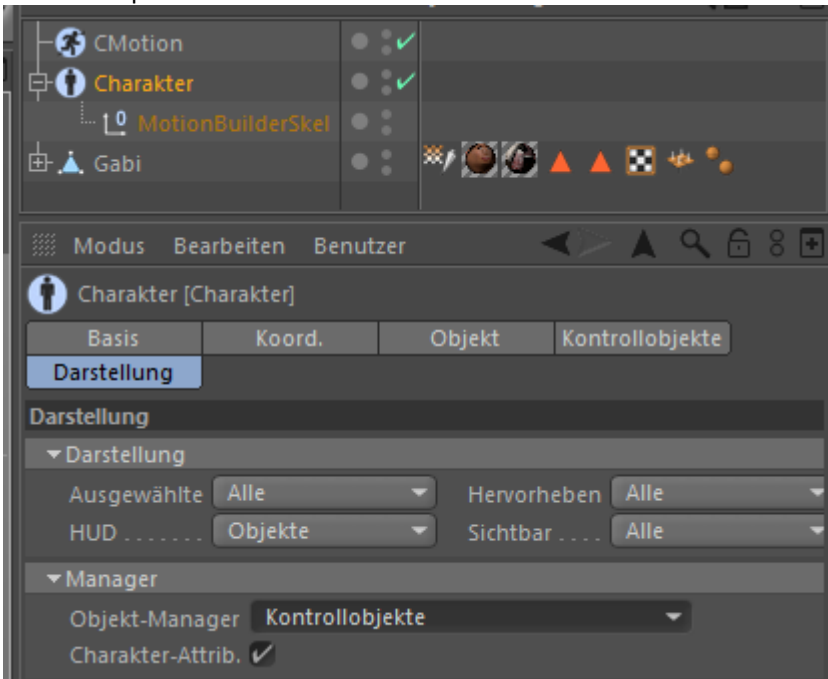 CMotion
Charakter
MotionBuilderSkel
Gabi
Modus Bearbeiten Benutzer
Charakter [Charakter]
Basis Koord. Objekt Kontrollobjekte
Darstellung
Darstellung
Darstellung
Ausgewählte Alle Hervorheben Alle
HUD . . . . . . . Objekte Sichtbar . . . . Alle
Manager
Objekt-Manager Kontrollobjekte
Charakter-Attrib.